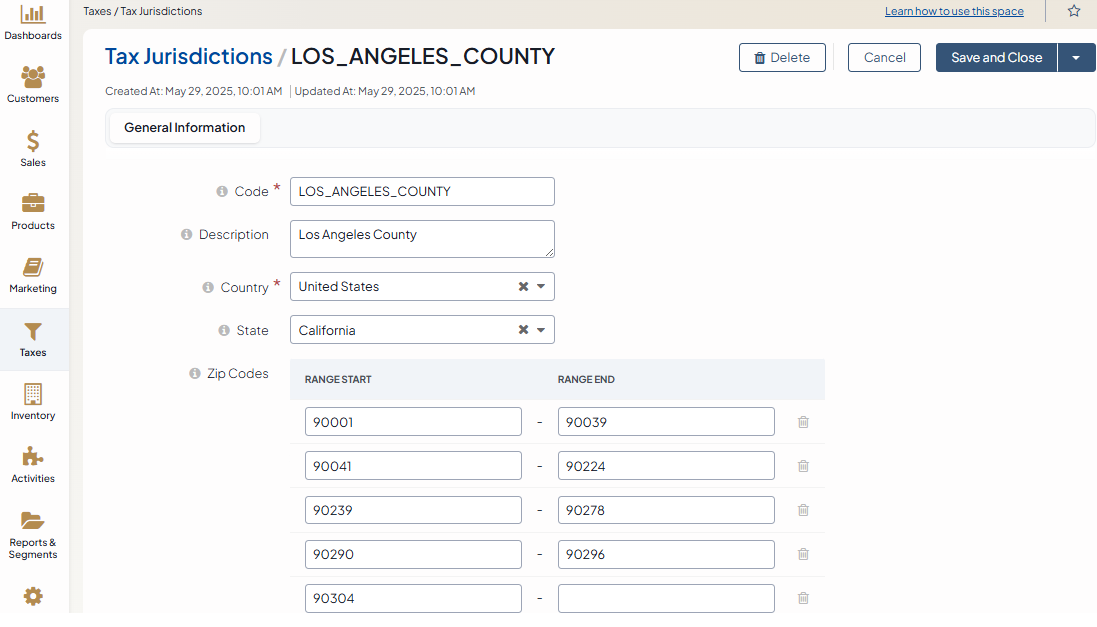 Dashboards
Customers
Sales
Products
Marketing
Taxes
Inventory
Activities
Reports &
Segments
Taxes / Tax Jurisdictions
Learn how to use this space
Tax Jurisdictions / LOS_ANGELES_COUNTY
Delete
Cancel
Save and Close
Created At: May 29, 2025, 10:01 AM | Updated At: May 29, 2025, 10:01 AM
General Information
Code * LOS_ANGELES_COUNTY
Description Los Angeles County
Country * United States
State California
Zip Codes RANGE START RANGE END
90001 - 90039
90041 - 90224
90239 - 90278
90290 - 90296
90304 -